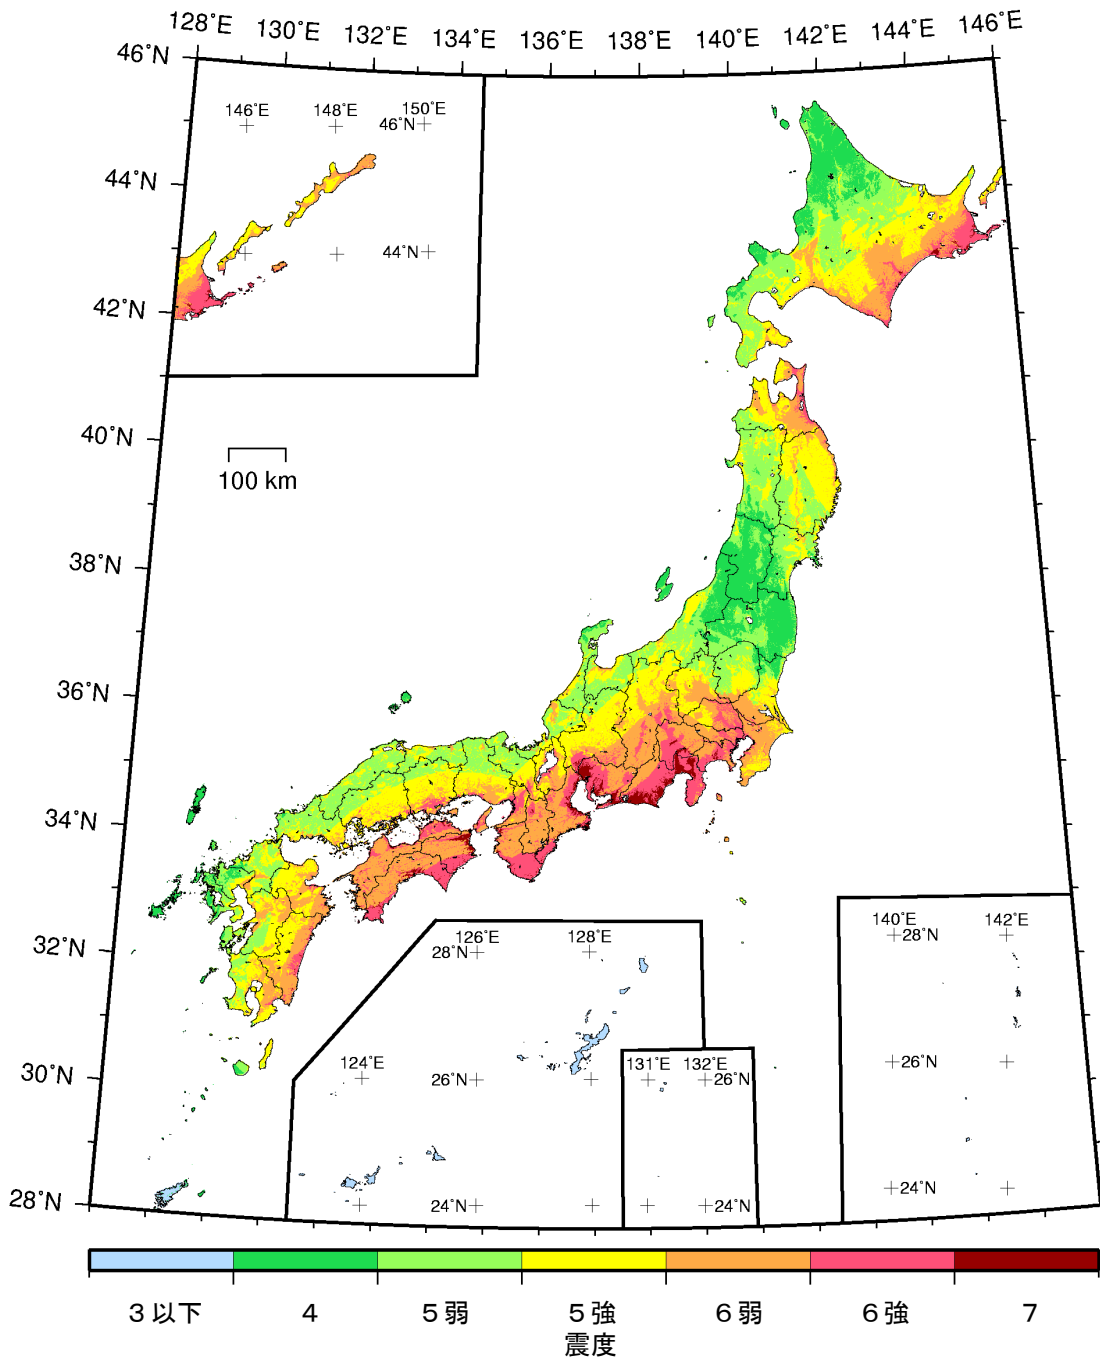 128°E 130°E 132°E 134°E 136°E 138°E 140°E 142°E 144°E 146°E
46°N
146°E 148°E 150°E
46°N
44°N
44°N
42°N
40°N
100 km
38°N
36°N
34°N
32°N
126°E 128°E
28°N
140°E 142°E
28°N
124°E
131°E 132°E
26°N
30°N
26°N
26°N
28°N
24°N
24°N
24°N
3以下 4 5弱 5強 6弱 6強 7
震度